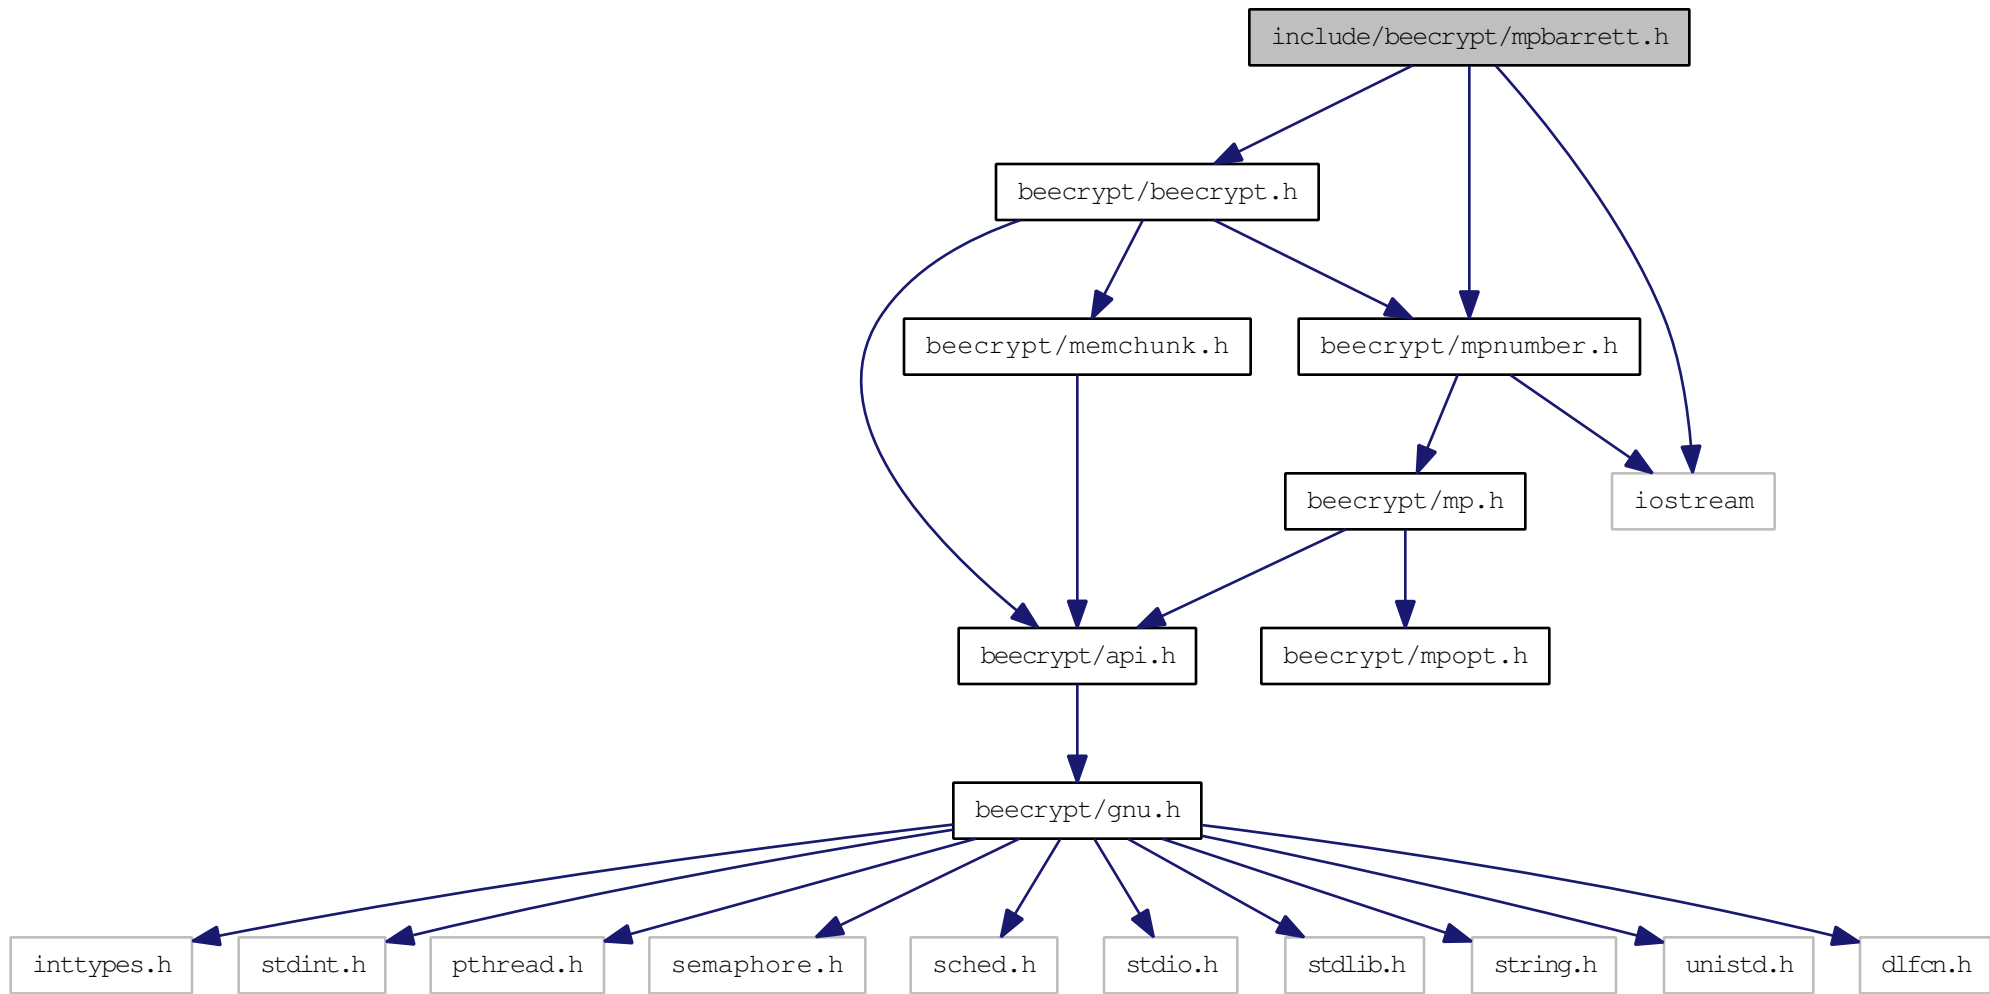 include/beecrypt/mpbarrett.h
beecrypt/beecrypt.h
beecrypt/memchunk.h
beecrypt/mpnumber.h
beecrypt/mp.h
iostream
beecrypt/api.h
beecrypt/mpopt.h
beecrypt/gnu.h
inttypes.h
stdint.h
pthread.h
semaphore.h
sched.h
stdio.h
stdlib.h
string.h
unistd.h
dlfcn.h